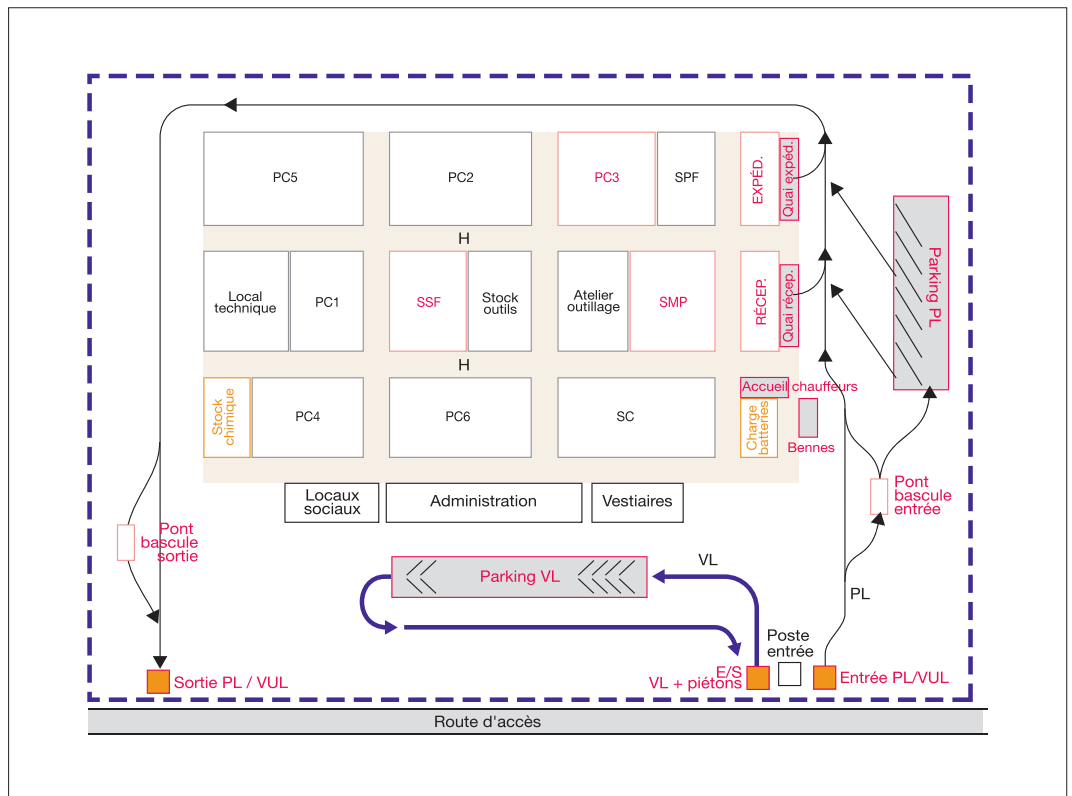 PC5
PC2
PC3
SPF
EXPÉD.
Quai expéd.
H
Local
technique
PC1
SSF
Stock
outils
Atelier
outillage
SMP
RÉCEP.
Quai récep.
Parking PL
H
Stock
chimique
PC4
PC6
SC
Accueil chauffeurs
Charge
batteries
Bennes
Locaux
sociaux
Administration
Vestiaires
Pont
bascule
entrée
Pont
bascule
sortie
Parking VL
VL
PL
Poste
entrée
Sortie PL / VUL
E/S
VL + piétons
Entrée PL/VUL
Route d'accès